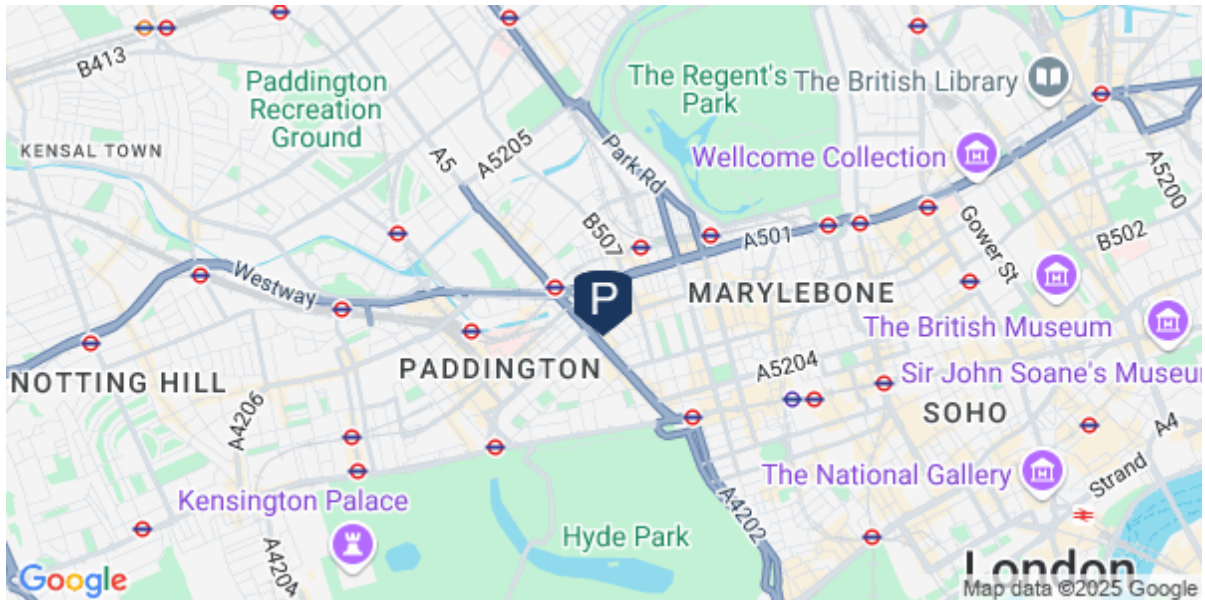 B413
Paddington
Recreation
Ground
The Regent's
Park
The British Library
KENSAL TOWN
A5
A5205
Park Rd
Wellcome Collection
A5200
B507
A501
Gower St
B502
Westway
P
MARYLEBONE
The British Museum
NOTTING HILL
PADDINGTON
A5204
Sir John Soane's Museu
A4206
SOHO
A4
The National Gallery
Strand
Kensington Palace
A4202
Hyde Park
A4204
London
Google
Map data ©2025 Google